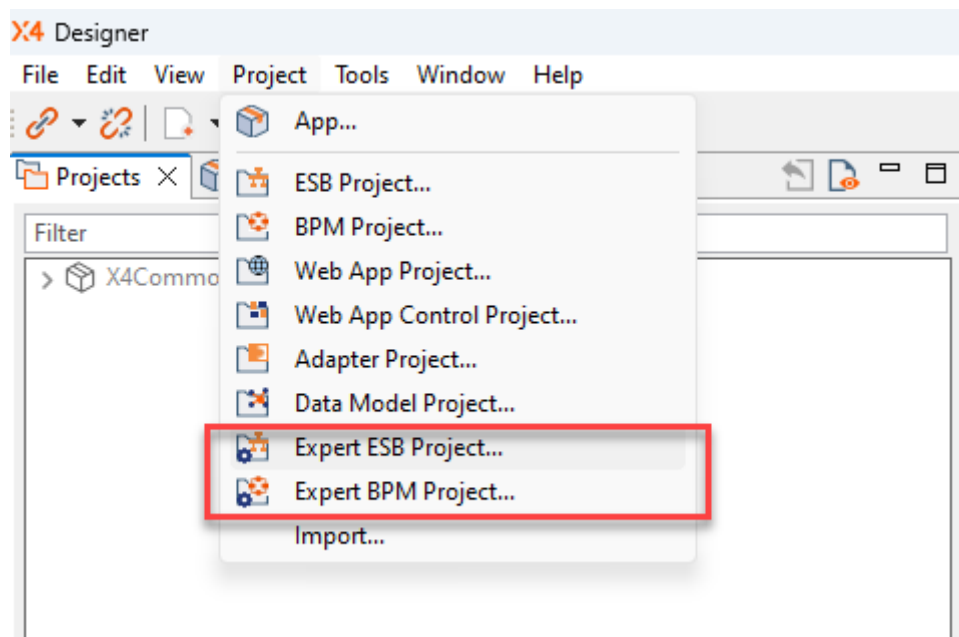 X4 Designer
File Edit View Project Tools Window Help
App...
Projects
ESB Project...
Filter
BPM Project...
X4Commo
Web App Project...
Web App Control Project...
Adapter Project...
Data Model Project...
Expert ESB Project...
Expert BPM Project...
Import...